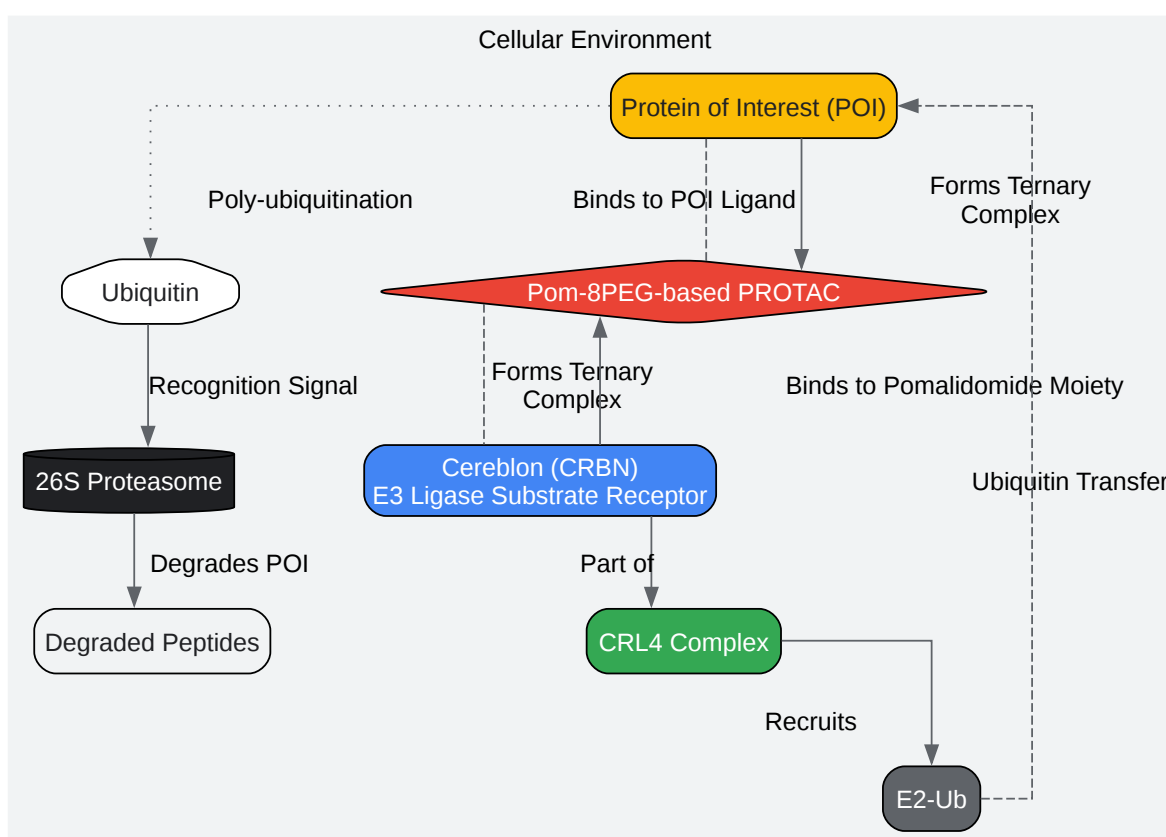 Cellular Environment
Protein of Interest (POI)
Poly-ubiquitination
Binds to POI Ligand
Forms Ternary
Complex
Ubiquitin
Pom-8PEG-based PROTAC
Recognition Signal
Forms Ternary
Complex
Binds to Pomalidomide Moiety
26S Proteasome
Cereblon (CRBN)
E3 Ligase Substrate Receptor
Ubiquitin Transfer
Degrades POI
Part of
Degraded Peptides
CRL4 Complex
Recruits
E2-Ub